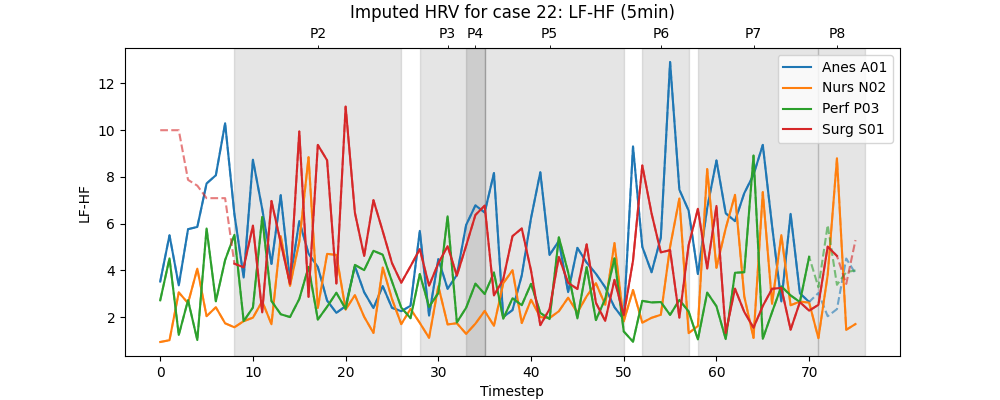 Imputed HRV for case 22: LF-HF (5min)
P2 P3 P4 P5 P6 P7 P8
Anes A01
Nurs N02
Perf P03
Surg S01
LF-HF
12
10
8
6
4
2
0 10 20 30 40 50 60 70
Timestep